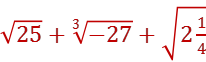 √25 + ∛−27 + √(2 1/4)